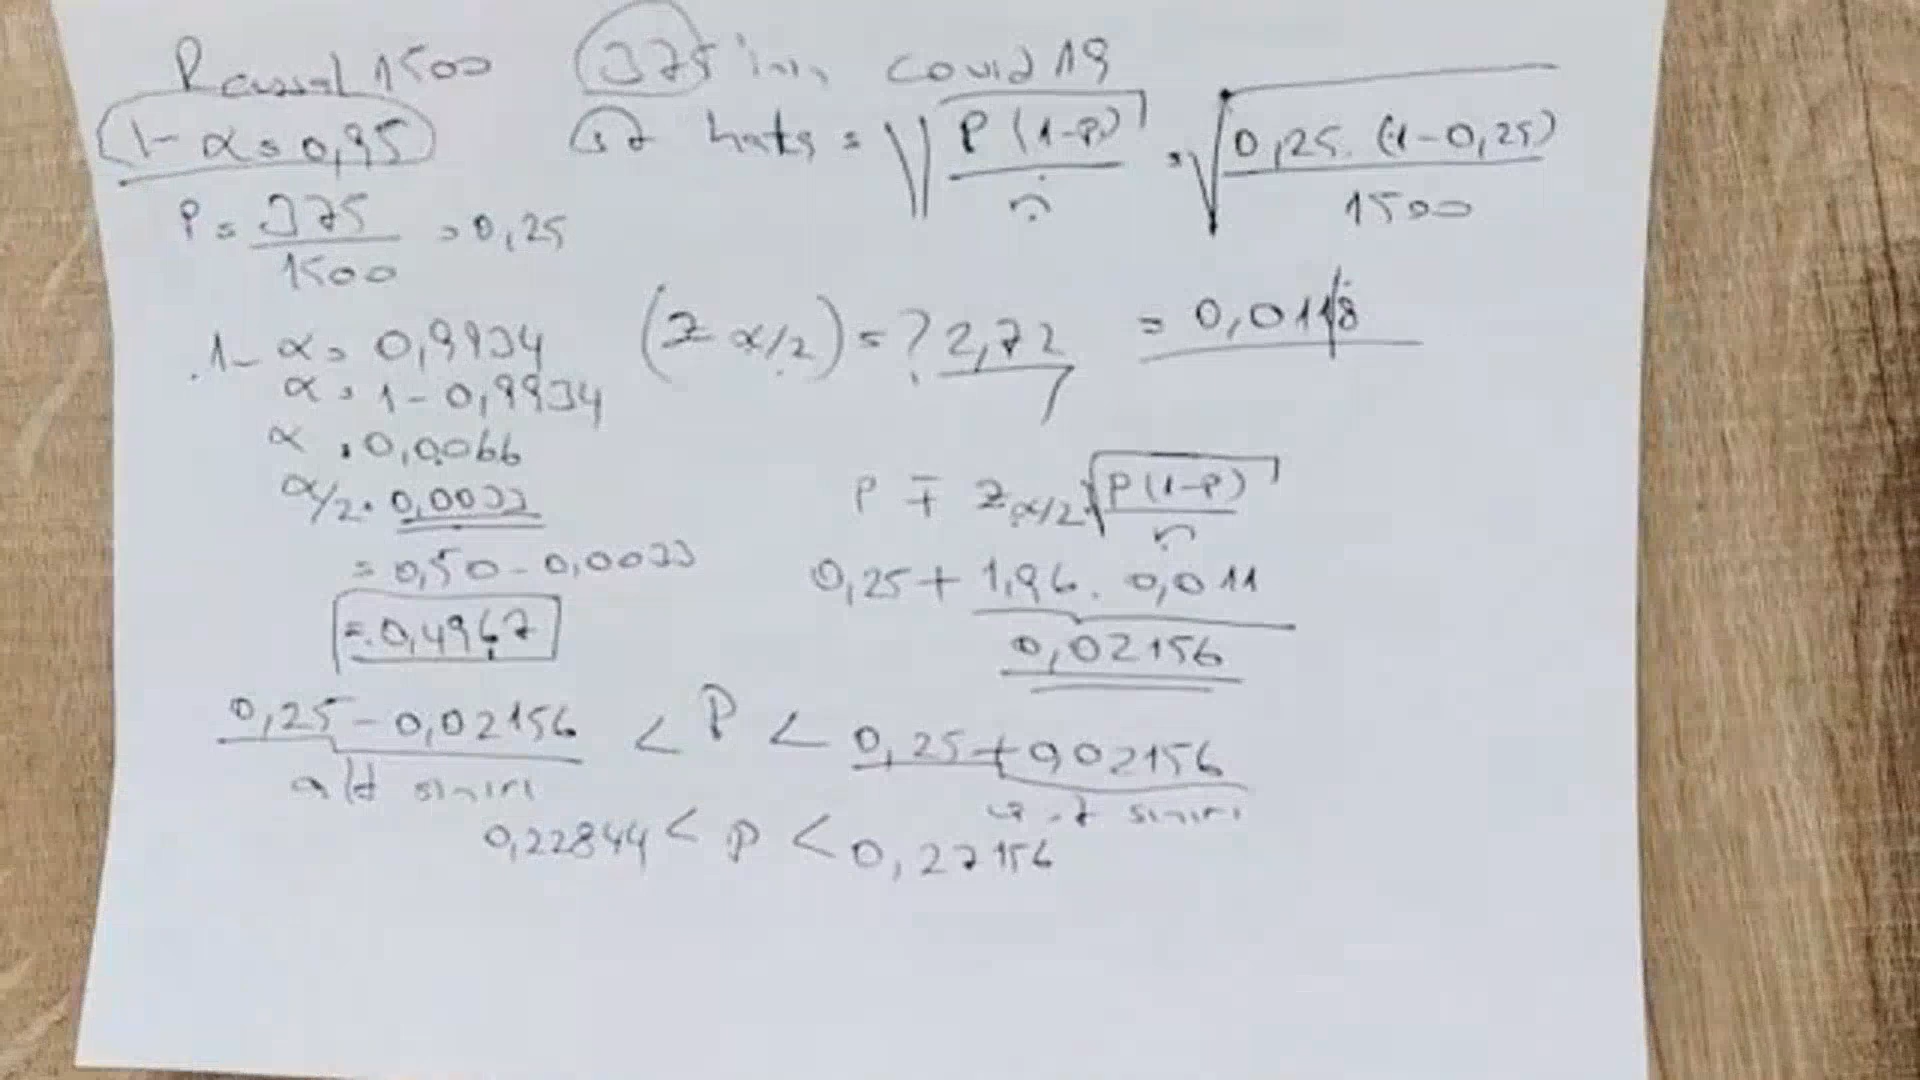 Rassal 1500 375'inin Covid 19
1-α=0,95
St hata = √P(1-P)/n = √0,25.(1-0,25)/1500
P=375/1500=0,25
= 0,0118
1-α=0,9934 (Zα/2)=? 2,72
α=1-0,9934
α=0,0066
α/2=0,0033
=0,50-0,0033
=0,4967
P ∓ Zα/2 √P(1-P)/n
0,25+1,96.0,011
0,02156
0,25-0,02156 < P < 0,25+0,02156
alt sınırı üst sınırı
0,22844 < P < 0,27156